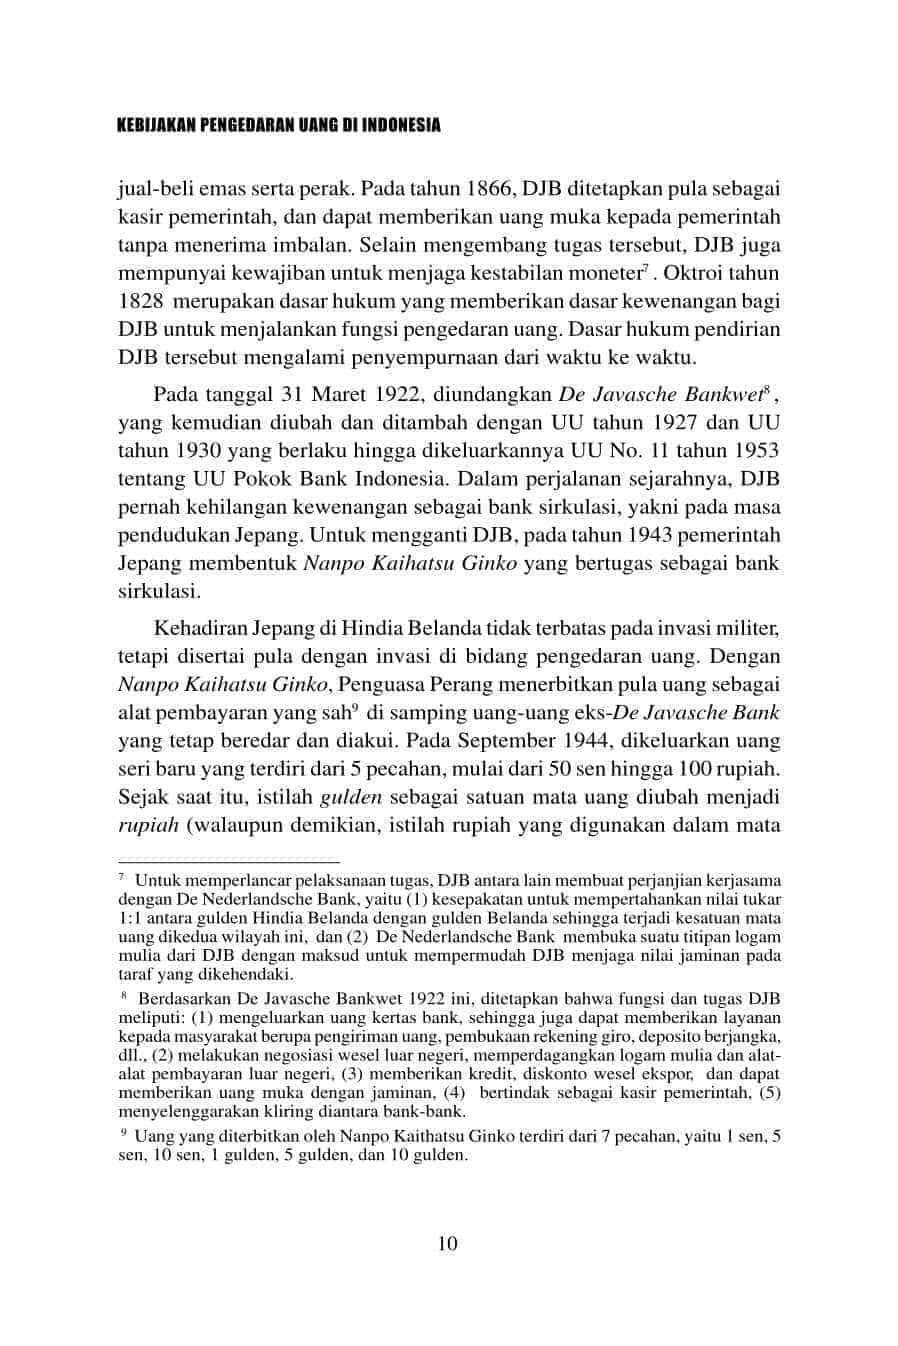 KEBIJAKAN PENGEDARAN UANG DI INDONESIA
jual-beli emas serta perak. Pada tahun 1866, DJB ditetapkan pula sebagai
kasir pemerintah, dan dapat memberikan uang muka kepada pemerintah
tanpa menerima imbalan. Selain mengembang tugas tersebut, DJB juga
mempunyai kewajiban untuk menjaga kestabilan moneter⁷ . Oktroi tahun
1828 merupakan dasar hukum yang memberikan dasar kewenangan bagi
DJB untuk menjalankan fungsi pengedaran uang. Dasar hukum pendirian
DJB tersebut mengalami penyempurnaan dari waktu ke waktu.
Pada tanggal 31 Maret 1922, diundangkan De Javasche Bankwet⁸ ,
yang kemudian diubah dan ditambah dengan UU tahun 1927 dan UU
tahun 1930 yang berlaku hingga dikeluarkannya UU No. 11 tahun 1953
tentang UU Pokok Bank Indonesia. Dalam perjalanan sejarahnya, DJB
pernah kehilangan kewenangan sebagai bank sirkulasi, yakni pada masa
pendudukan Jepang. Untuk mengganti DJB, pada tahun 1943 pemerintah
Jepang membentuk Nanpo Kaihatsu Ginko yang bertugas sebagai bank
sirkulasi.
Kehadiran Jepang di Hindia Belanda tidak terbatas pada invasi militer,
tetapi disertai pula dengan invasi di bidang pengedaran uang. Dengan
Nanpo Kaihatsu Ginko, Penguasa Perang menerbitkan pula uang sebagai
alat pembayaran yang sah⁹ di samping uang-uang eks-De Javasche Bank
yang tetap beredar dan diakui. Pada September 1944, dikeluarkan uang
seri baru yang terdiri dari 5 pecahan, mulai dari 50 sen hingga 100 rupiah.
Sejak saat itu, istilah gulden sebagai satuan mata uang diubah menjadi
rupiah (walaupun demikian, istilah rupiah yang digunakan dalam mata
⁷ Untuk memperlancar pelaksanaan tugas, DJB antara lain membuat perjanjian kerjasama
dengan De Nederlandsche Bank, yaitu (1) kesepakatan untuk mempertahankan nilai tukar
1:1 antara gulden Hindia Belanda dengan gulden Belanda sehingga terjadi kesatuan mata
uang dikedua wilayah ini, dan (2) De Nederlandsche Bank membuka suatu titipan logam
mulia dari DJB dengan maksud untuk mempermudah DJB menjaga nilai jaminan pada
taraf yang dikehendaki.
⁸ Berdasarkan De Javasche Bankwet 1922 ini, ditetapkan bahwa fungsi dan tugas DJB
meliputi: (1) mengeluarkan uang kertas bank, sehingga juga dapat memberikan layanan
kepada masyarakat berupa pengiriman uang, pembukaan rekening giro, deposito berjangka,
dll., (2) melakukan negosiasi wesel luar negeri, memperdagangkan logam mulia dan alat-
alat pembayaran luar negeri, (3) memberikan kredit, diskonto wesel ekspor, dan dapat
memberikan uang muka dengan jaminan, (4) bertindak sebagai kasir pemerintah, (5)
menyelenggarakan kliring diantara bank-bank.
⁹ Uang yang diterbitkan oleh Nanpo Kaithatsu Ginko terdiri dari 7 pecahan, yaitu 1 sen, 5
sen, 10 sen, 1 gulden, 5 gulden, dan 10 gulden.
10